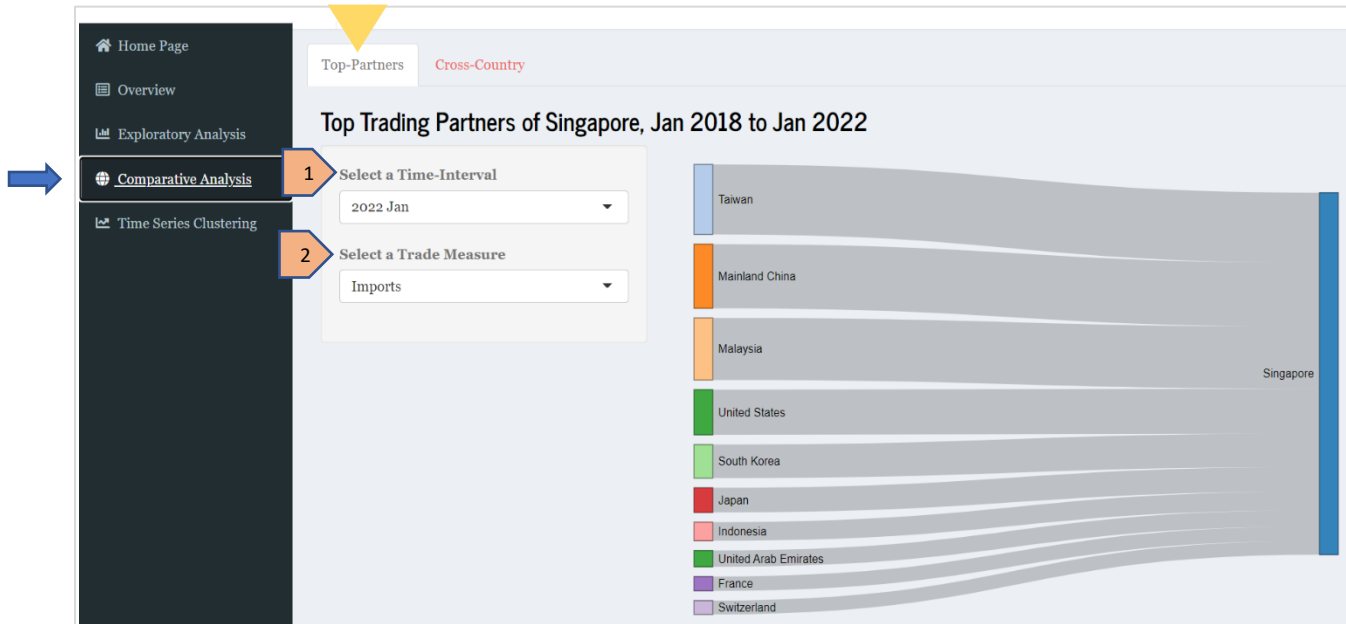 Home Page
Overview
Exploratory Analysis
Comparative Analysis
Time Series Clustering
Top-Partners
Cross-Country
Top Trading Partners of Singapore, Jan 2018 to Jan 2022
1
Select a Time-Interval
2022 Jan
2
Select a Trade Measure
Imports
Taiwan
Mainland China
Malaysia
United States
South Korea
Japan
Indonesia
United Arab Emirates
France
Switzerland
Singapore